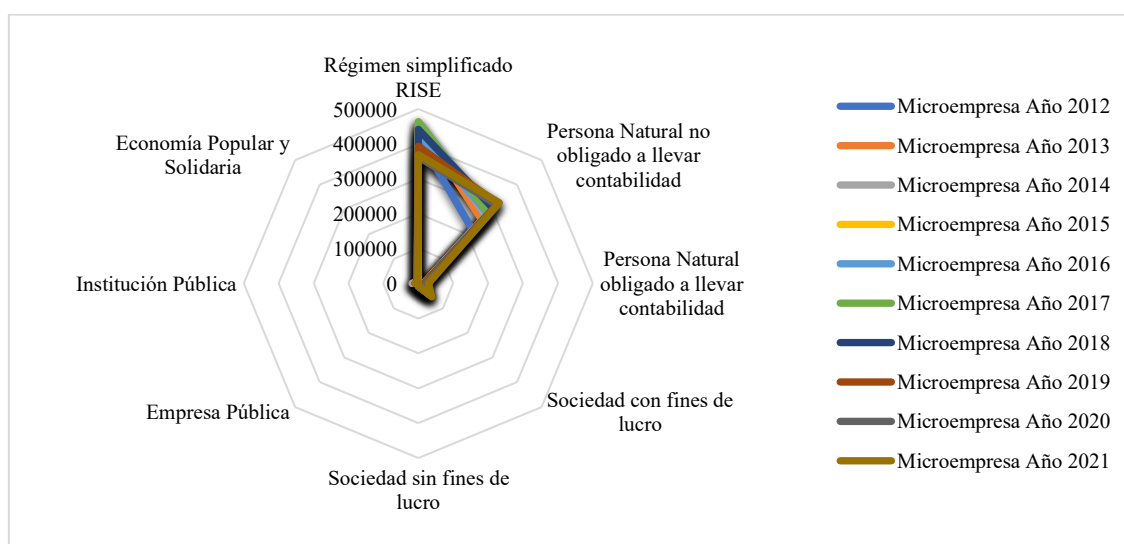 Régimen simplificado
RISE
Persona Natural no
obligado a llevar
contabilidad
Persona Natural
obligado a llevar
contabilidad
Sociedad con fines de
lucro
Sociedad sin fines de
lucro
Empresa Pública
Institución Pública
Economía Popular y
Solidaria
500000
400000
300000
200000
100000
0
Microempresa Año 2012
Microempresa Año 2013
Microempresa Año 2014
Microempresa Año 2015
Microempresa Año 2016
Microempresa Año 2017
Microempresa Año 2018
Microempresa Año 2019
Microempresa Año 2020
Microempresa Año 2021